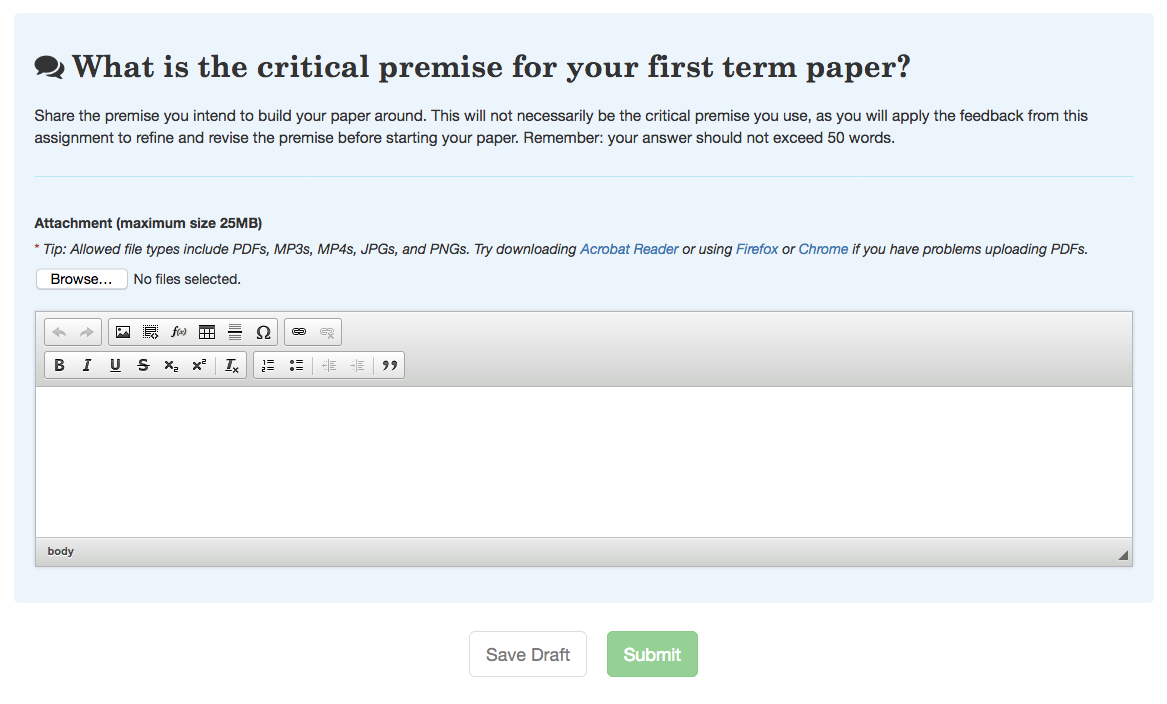 What is the critical premise for your first term paper?
Share the premise you intend to build your paper around. This will not necessarily be the critical premise you use, as you will apply the feedback from this
assignment to refine and revise the premise before starting your paper. Remember: your answer should not exceed 50 words.
Attachment (maximum size 25MB)
* Tip: Allowed file types include PDFs, MP3s, MP4s, JPGs, and PNGs. Try downloading Acrobat Reader or using Firefox or Chrome if you have problems uploading PDFs.
Browse... No files selected.
f(x) Ω
B I U S x₂ x² Tx
body
Save Draft Submit